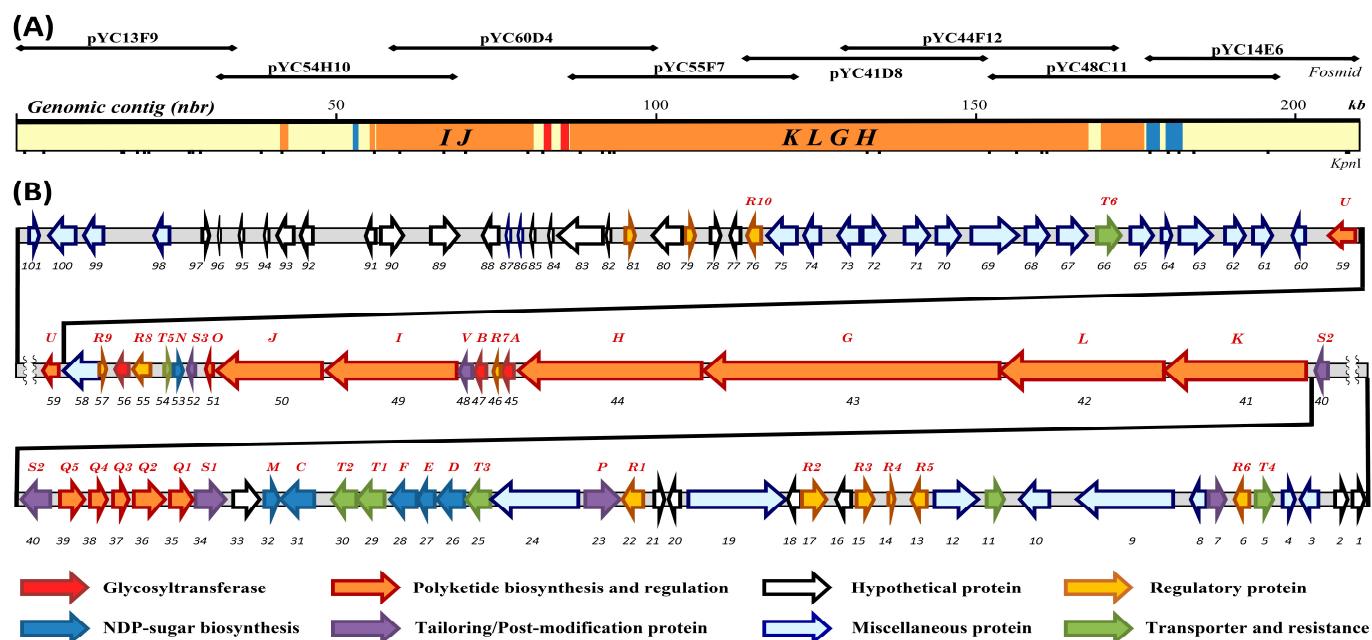 (A)
pYC13F9 pYC60D4 pYC44F12 pYC14E6
pYC54H10 pYC55F7 pYC41D8 pYC48C11 Fosmid
Genomic contig (nbr) 50 100 150 200 kb
I J K L G H
KpnI
(B)
R10 T6 U
101 100 99 98 97 96 95 94 93 92 91 90 89 88 87 86 85 84 83 82 81 80 79 78 77 76 75 74 73 72 71 70 69 68 67 66 65 64 63 62 61 60 59
U R9 R8 T5 N S3 O J I V B R7 A H G L K S2
59 58 57 56 55 54 53 52 51 50 49 48 47 46 45 44 43 42 41 40
S2 Q5 Q4 Q3 Q2 Q1 S1 M C T2 T1 F E D T3 P R1 R2 R3 R4 R5 R6 T4
40 39 38 37 36 35 34 33 32 31 30 29 28 27 26 25 24 23 22 21 20 19 18 17 16 15 14 13 12 11 10 9 8 7 6 5 4 3 2 1
Glycosyltransferase Polyketide biosynthesis and regulation Hypothetical protein Regulatory protein
NDP-sugar biosynthesis Tailoring/Post-modification protein Miscellaneous protein Transporter and resistance